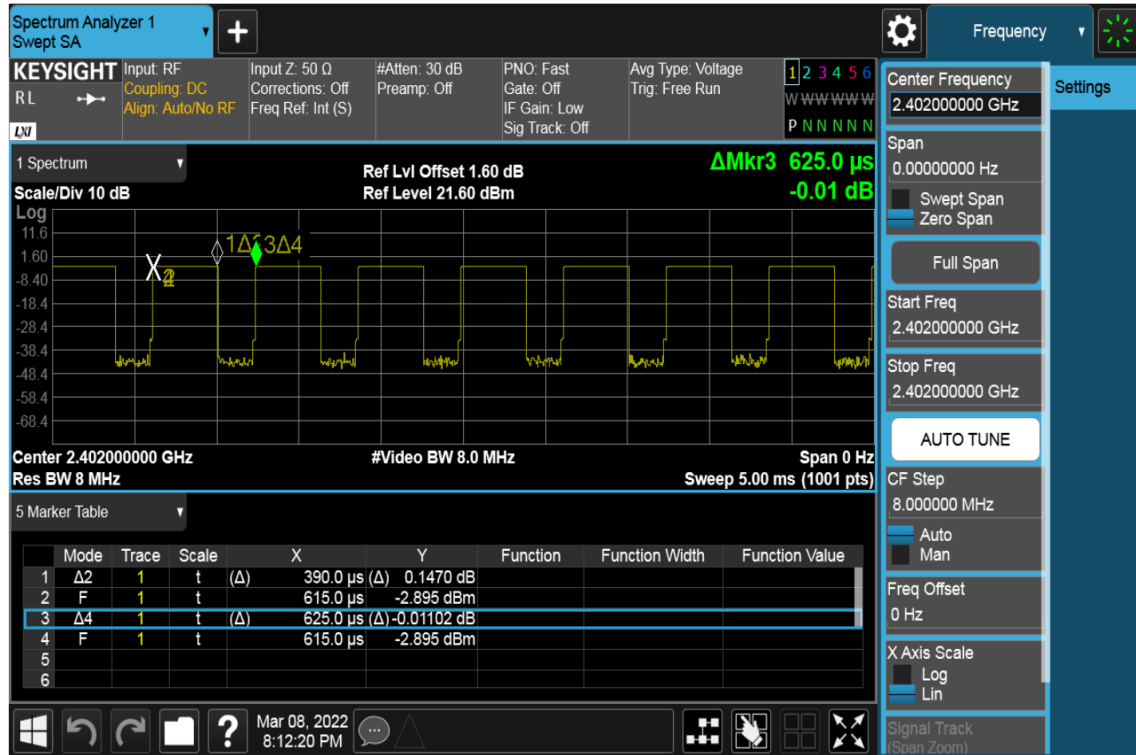 Spectrum Analyzer 1
Swept SA
+
Frequency
KEYSIGHT
RL
LXI
Input: RF
Coupling: DC
Align: Auto/No RF
Input Z: 50 Ω
Corrections: Off
Freq Ref: Int (S)
#Atten: 30 dB
Preamp: Off
PNO: Fast
Gate: Off
IF Gain: Low
Sig Track: Off
Avg Type: Voltage
Trig: Free Run
1 2 3 4 5 6
W W W W W W
P N N N N N
1 Spectrum
Scale/Div 10 dB
Ref Lvl Offset 1.60 dB
Ref Level 21.60 dBm
ΔMkr3 625.0 µs
-0.01 dB
Log
11.6
1.60
-8.40
-18.4
-28.4
-38.4
-48.4
-58.4
-68.4
3Δ4
Center 2.402000000 GHz
#Video BW 8.0 MHz
Span 0 Hz
Res BW 8 MHz
Sweep 5.00 ms (1001 pts)
5 Marker Table
Mode Trace Scale X Y Function Function Width Function Value
1 Δ2 1 t (Δ) 390.0 µs (Δ) 0.1470 dB
2 F 1 t 615.0 µs -2.895 dBm
3 Δ4 1 t (Δ) 625.0 µs (Δ) -0.01102 dB
4 F 1 t 615.0 µs -2.895 dBm
5
6
?
Mar 08, 2022
8:12:20 PM
Center Frequency
2.402000000 GHz
Span
0.00000000 Hz
Swept Span
Zero Span
Full Span
Start Freq
2.402000000 GHz
Stop Freq
2.402000000 GHz
AUTO TUNE
CF Step
8.000000 MHz
Auto
Man
Freq Offset
0 Hz
X Axis Scale
Log
Lin
Signal Track
(Span Zoom)
Settings